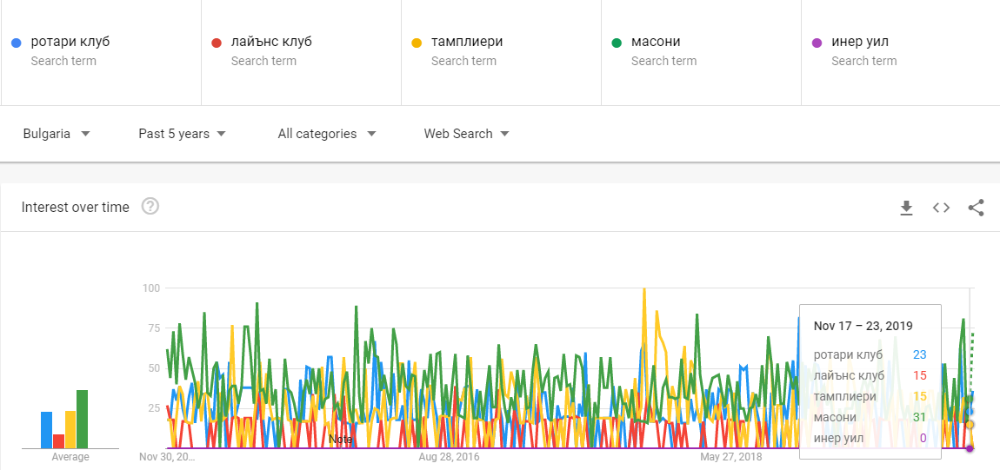 ротари клуб
Search term
лайънс клуб
Search term
тамплиери
Search term
масони
Search term
инер уил
Search term
Bulgaria
Past 5 years
All categories
Web Search
Interest over time
?
100
75
50
25
Average
Note
Nov 30, 20...
Aug 28, 2016
May 27, 2018
Nov 17 – 23, 2019
ротари клуб 23
лайънс клуб 15
тамплиери 15
масони 31
инер уил 0